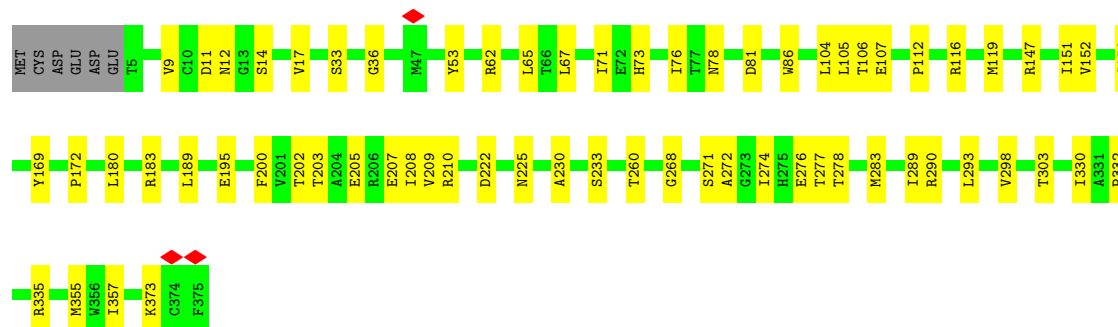 MET CYS ASP GLU ASP GLU T5 V9 C10 D11 N12 G13 S14 V17 S33 G36 M47 Y53 R62 L65 T66 L67 I71 E72 H73 I76 T77 N78 D81 W86 L104 L105 T106 E107 P112 R116 M119 R147 I151 V152
Y169 P172 L180 R183 L189 E195 F200 V201 T202 T203 A204 E205 R206 E207 I208 V209 R210 D222 N225 A230 S233 T260 G268 S271 A272 G273 I274 H275 E276 T277 T278 M283 I289 R290 L293 V298 T303 I330 A331
R335 M355 W356 I357 K373 C374 F375